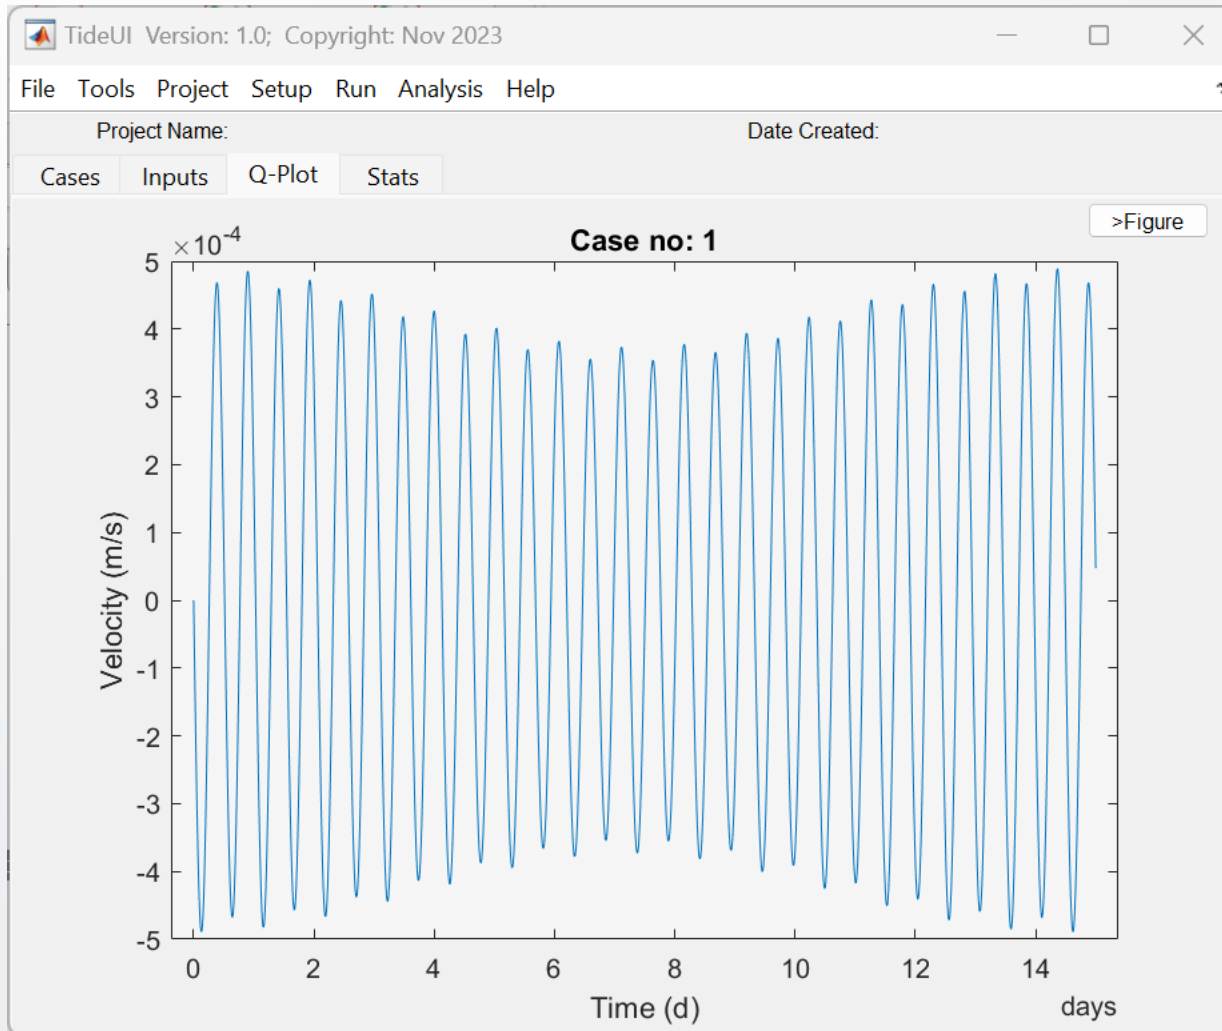 TideUI Version: 1.0; Copyright: Nov 2023
File Tools Project Setup Run Analysis Help
Project Name: Date Created:
Cases Inputs Q-Plot Stats
>Figure
×10-4
Case no: 1
5
4
3
2
1
0
-1
-2
-3
-4
-5
Velocity (m/s)
0 2 4 6 8 10 12 14
Time (d)
days